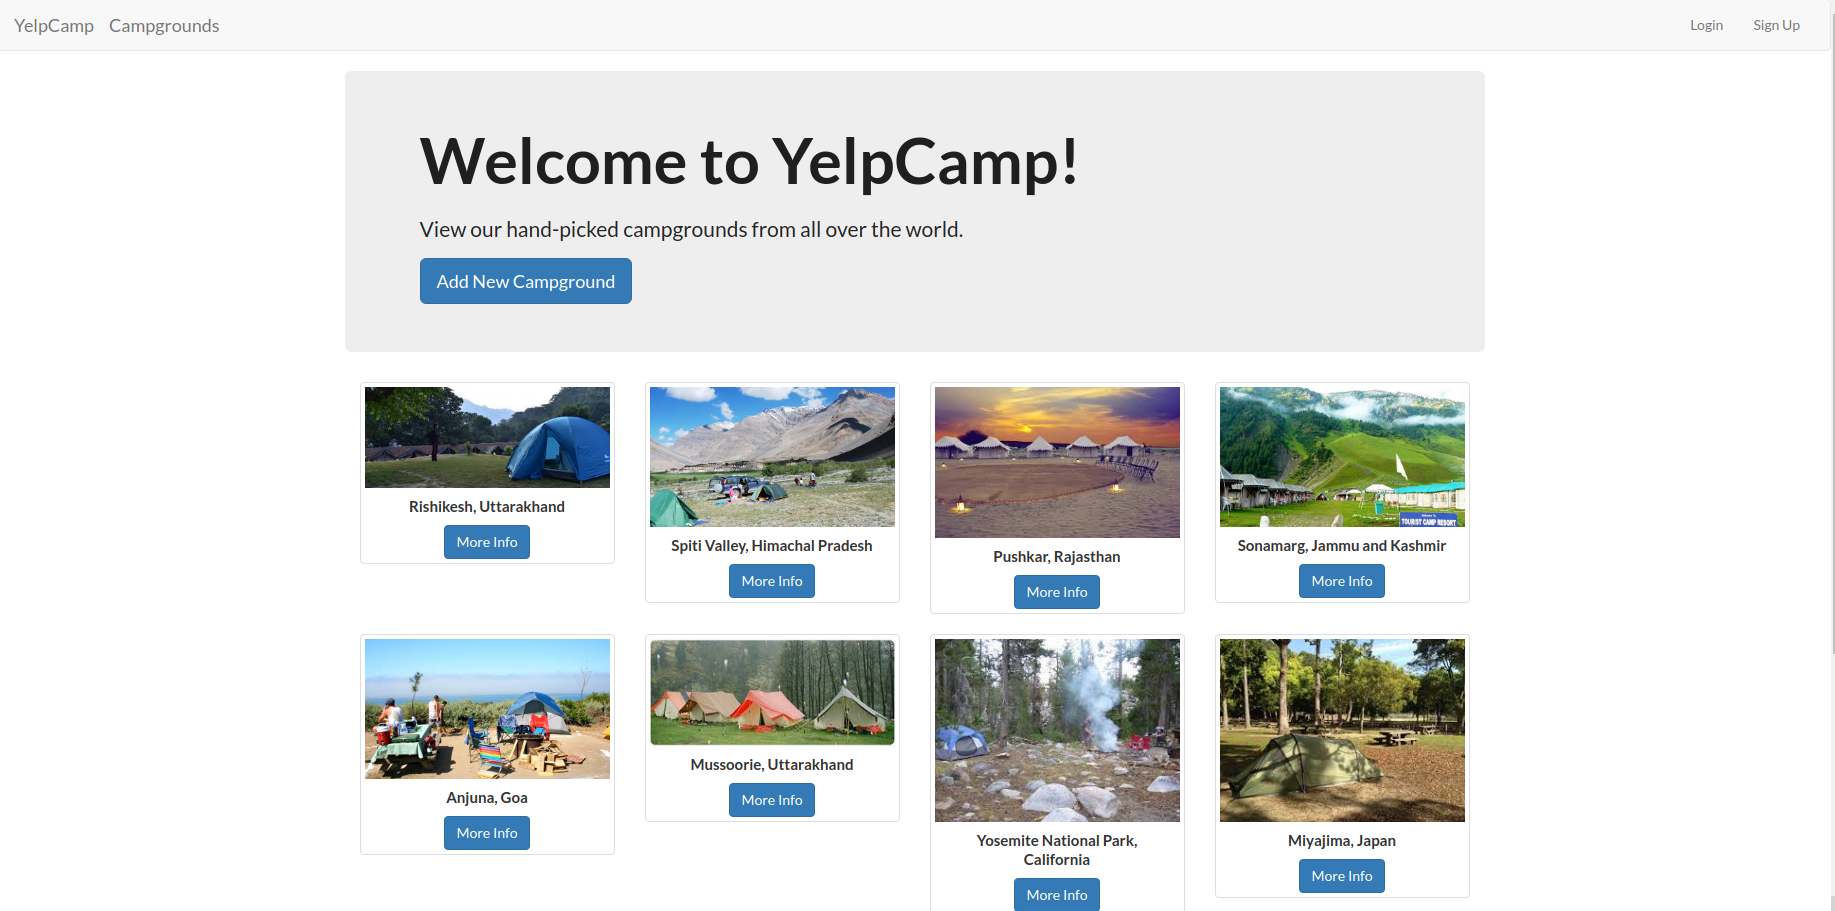 YelpCamp Campgrounds Login Sign Up
Welcome to YelpCamp!
View our hand-picked campgrounds from all over the world.
Add New Campground
Rishikesh, Uttarakhand
More Info
Spiti Valley, Himachal Pradesh
More Info
Pushkar, Rajasthan
More Info
TOURIST CAMP RESORT
Sonamarg, Jammu and Kashmir
More Info
Anjuna, Goa
More Info
Mussoorie, Uttarakhand
More Info
Yosemite National Park,
California
More Info
Miyajima, Japan
More Info